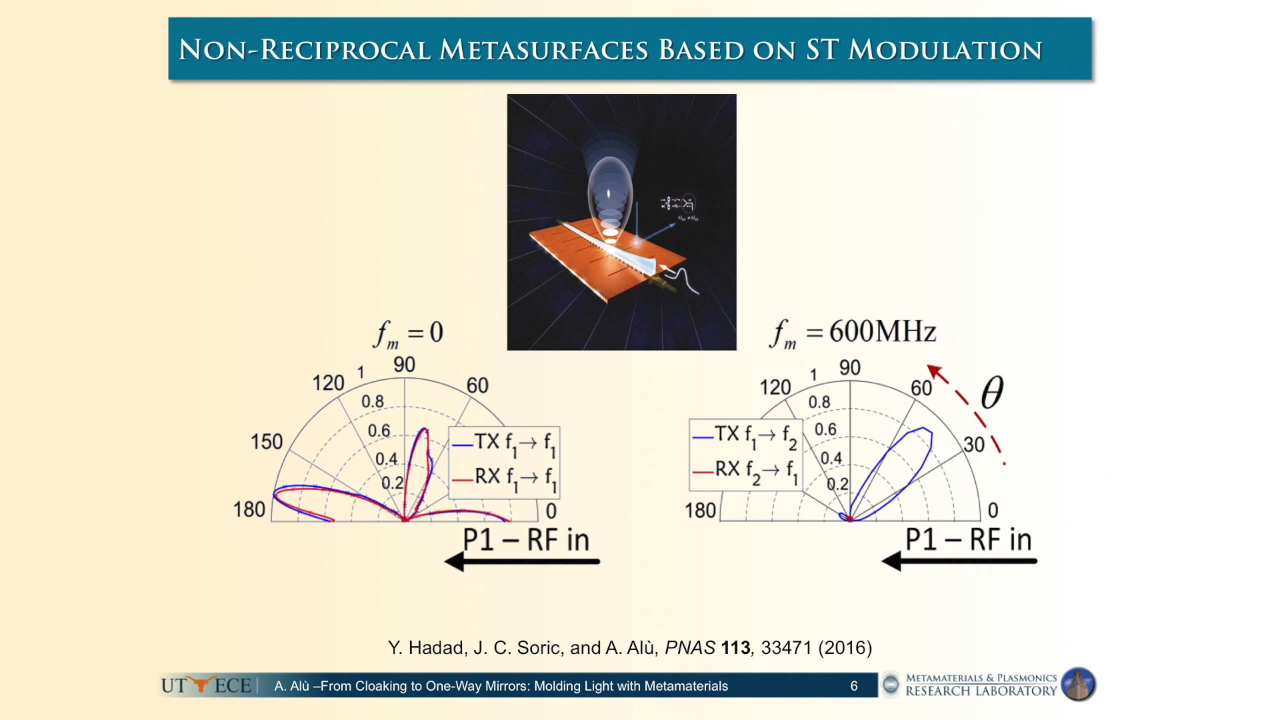 NON-RECIPROCAL METASURFACES BASED ON ST MODULATION
fm = 0
90
120
1
60
0.8
150
0.6
0.4
0.2
180
0
TX f1→ f1
RX f1→ f1
P1 – RF in
fm = 600MHz
90
120
1
60
θ
0.8
0.6
30
0.4
0.2
180
0
TX f1→ f2
RX f2→ f1
P1 – RF in
Y. Hadad, J. C. Soric, and A. Alù, PNAS 113, 33471 (2016)
UT ECE
A. Alù –From Cloaking to One-Way Mirrors: Molding Light with Metamaterials
6
METAMATERIALS & PLASMONICS
RESEARCH LABORATORY